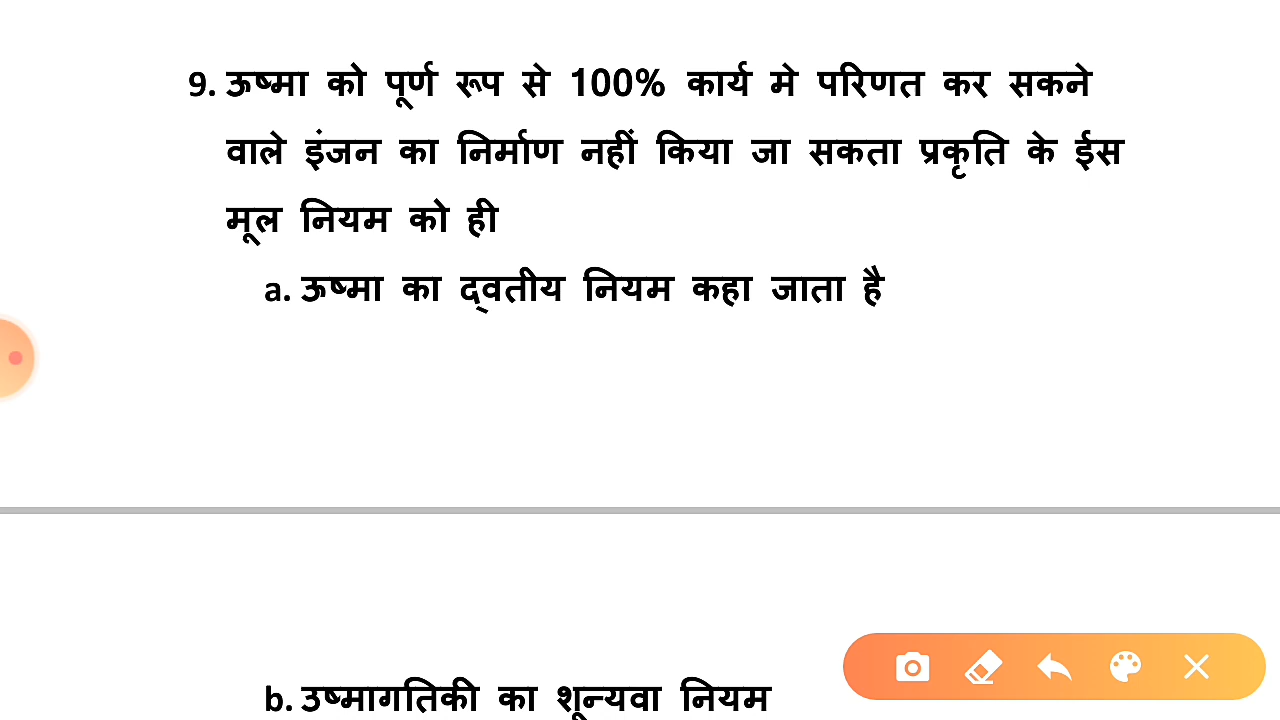 9. ऊष्मा को पूर्ण रूप से 100% कार्य मे परिणत कर सकने
वाले इंजन का निर्माण नहीं किया जा सकता प्रकृति के ईस
मूल नियम को ही
a. ऊष्मा का द्वतीय नियम कहा जाता है
b. उष्मागतिकी का शून्यवा नियम